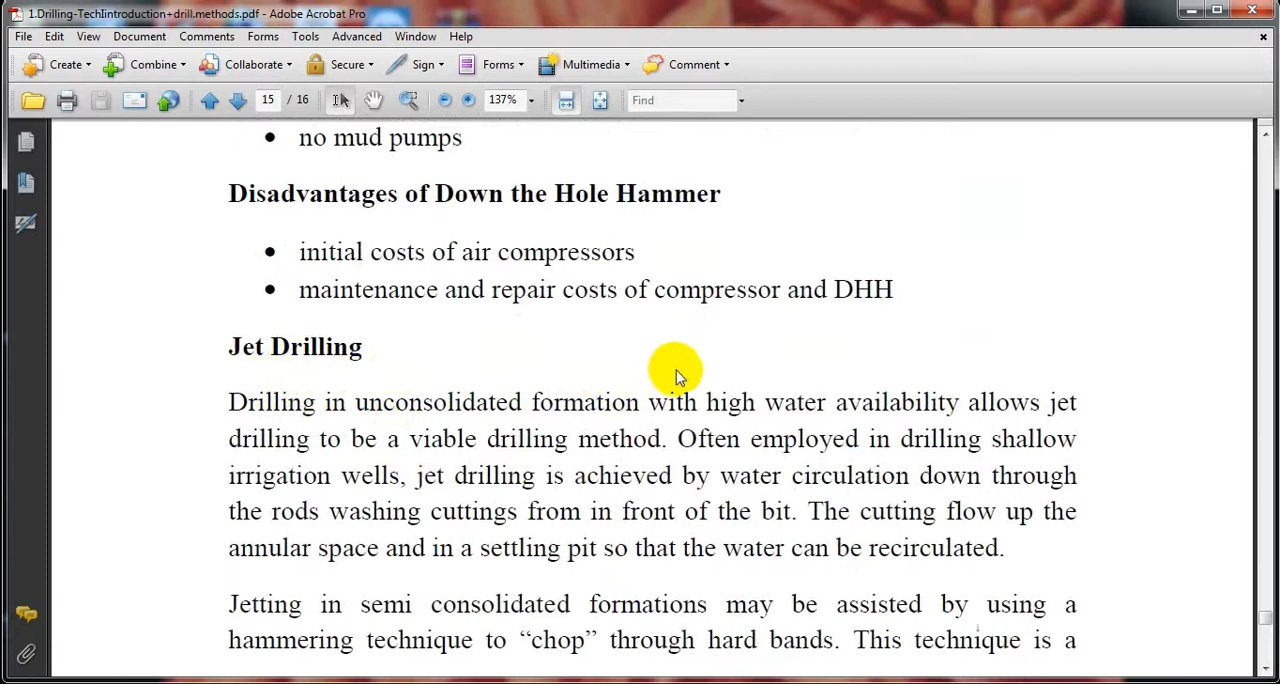 1.Drilling-TechIintroduction+drill.methods.pdf - Adobe Acrobat Pro
File Edit View Document Comments Forms Tools Advanced Window Help
Create Combine Collaborate Secure Sign Forms Multimedia Comment
15 / 16 137% Find
• no mud pumps
Disadvantages of Down the Hole Hammer
• initial costs of air compressors
• maintenance and repair costs of compressor and DHH
Jet Drilling
Drilling in unconsolidated formation with high water availability allows jet
drilling to be a viable drilling method. Often employed in drilling shallow
irrigation wells, jet drilling is achieved by water circulation down through
the rods washing cuttings from in front of the bit. The cutting flow up the
annular space and in a settling pit so that the water can be recirculated.
Jetting in semi consolidated formations may be assisted by using a
hammering technique to “chop” through hard bands. This technique is a